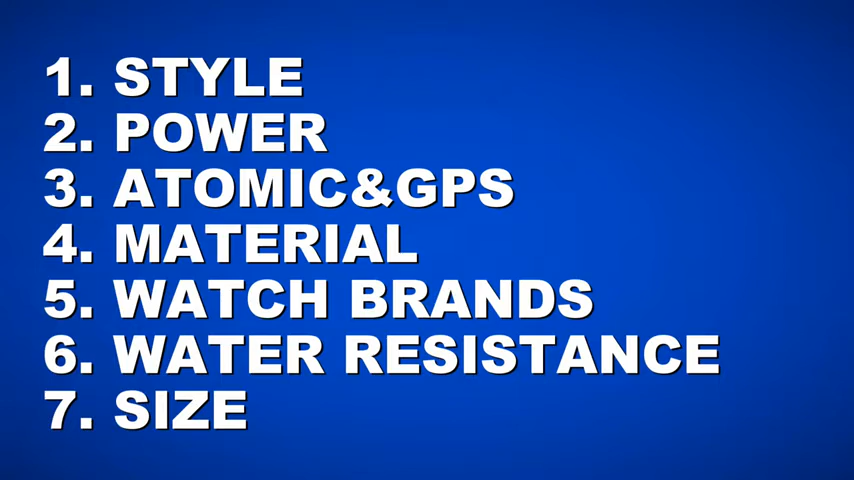 1. STYLE
2. POWER
3. ATOMIC&GPS
4. MATERIAL
5. WATCH BRANDS
6. WATER RESISTANCE
7. SIZE